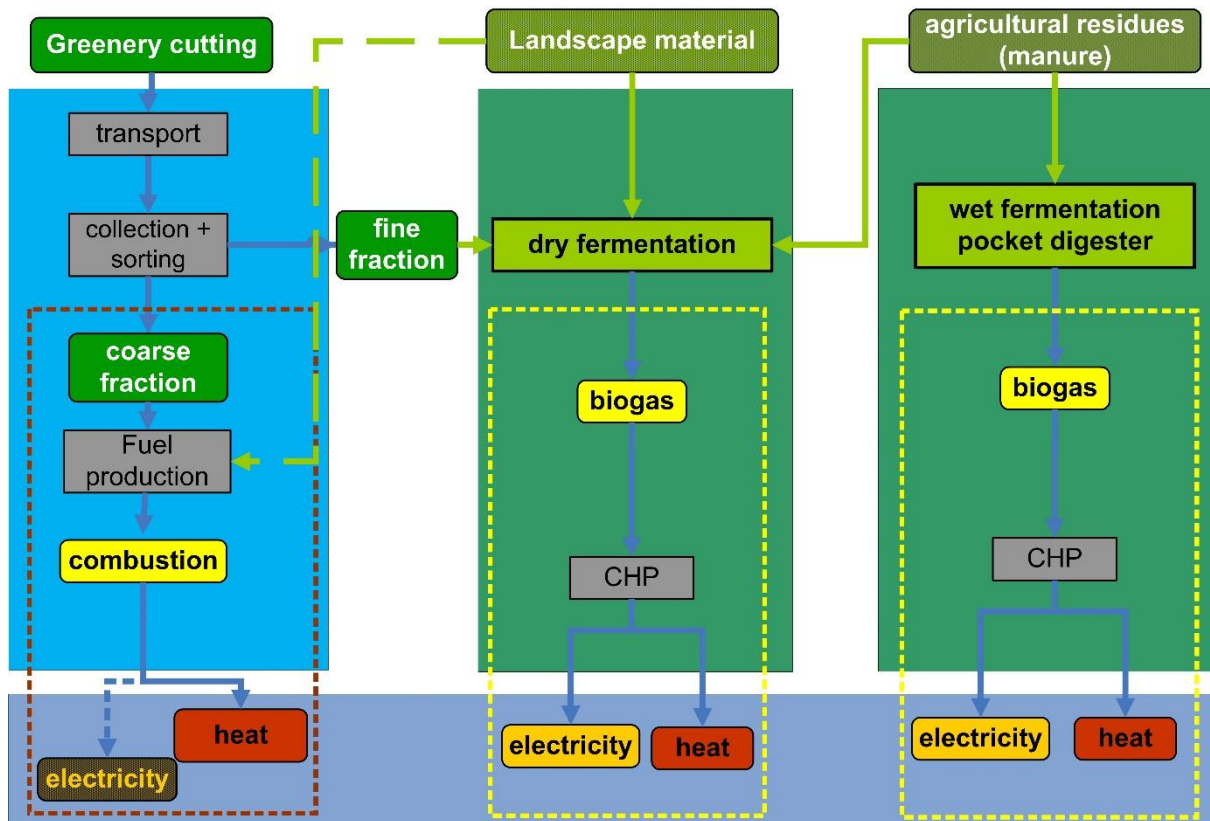 Greenery cutting
Landscape material
agricultural residues
(manure)
transport
collection +
sorting
fine
fraction
dry fermentation
wet fermentation
pocket digester
coarse
fraction
biogas
biogas
Fuel
production
combustion
CHP
CHP
heat
electricity
electricity
heat
electricity
heat